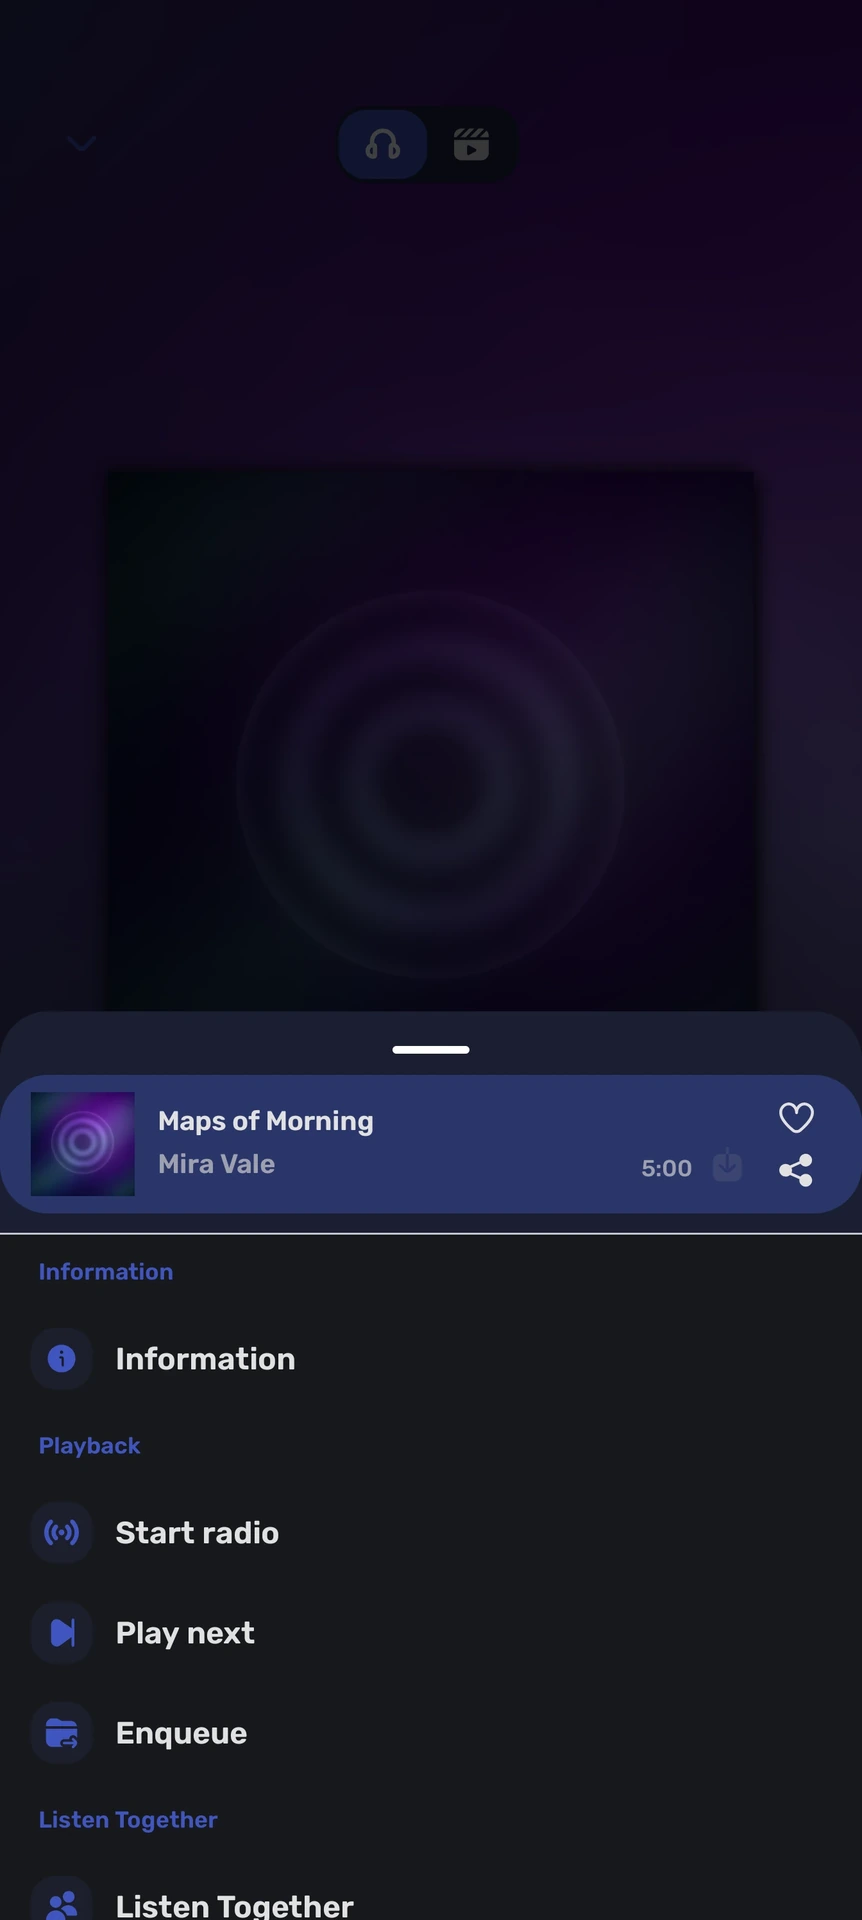 Maps of Morning
Mira Vale
5:00
Information
Information
Playback
Start radio
Play next
Enqueue
Listen Together
Listen Together